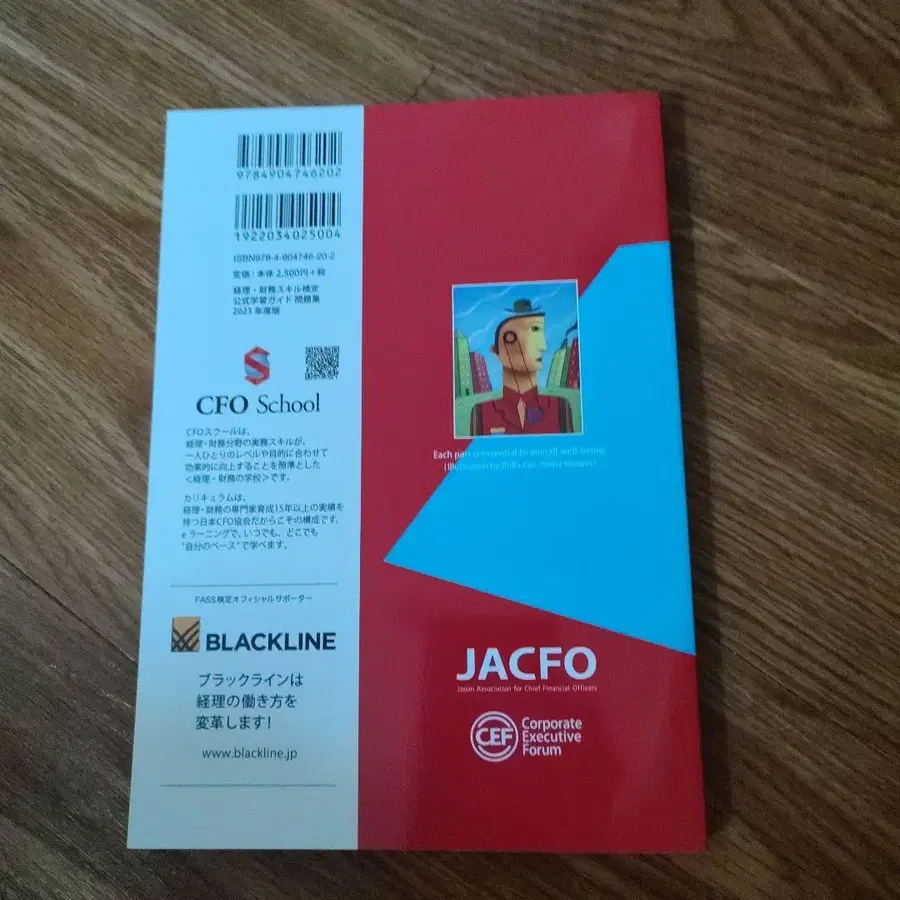 9784904746202
1922034025004
ISBN978-4-904746-20-2
定価:本体 2,500円+税
経理・財務スキル検定
公式学習ガイド 問題集
2023 年度版
CFO School
CFOスクールは、
経理・財務分野の実務スキルが、
一人ひとりのレベルや目的に合わせて
効果的に向上することを照準とした
<経理・財務の学校>です。
カリキュラムは、
経理・財務の専門家育成15年以上の実績を
持つ日本CFO協会だからこその構成です。
eラーニングで、いつでも、どこでも
"自分のペース"で学べます。
FASS検定オフィシャルサポーター
BLACKLINE
ブラックラインは
経理の働き方を
変革します!
www.blackline.jp
Each part is essential to overall well-being.
(Illustration by Images)
JACFO
Japan Association for Chief Financial Officers
CEF
Corporate
Executive
Forum